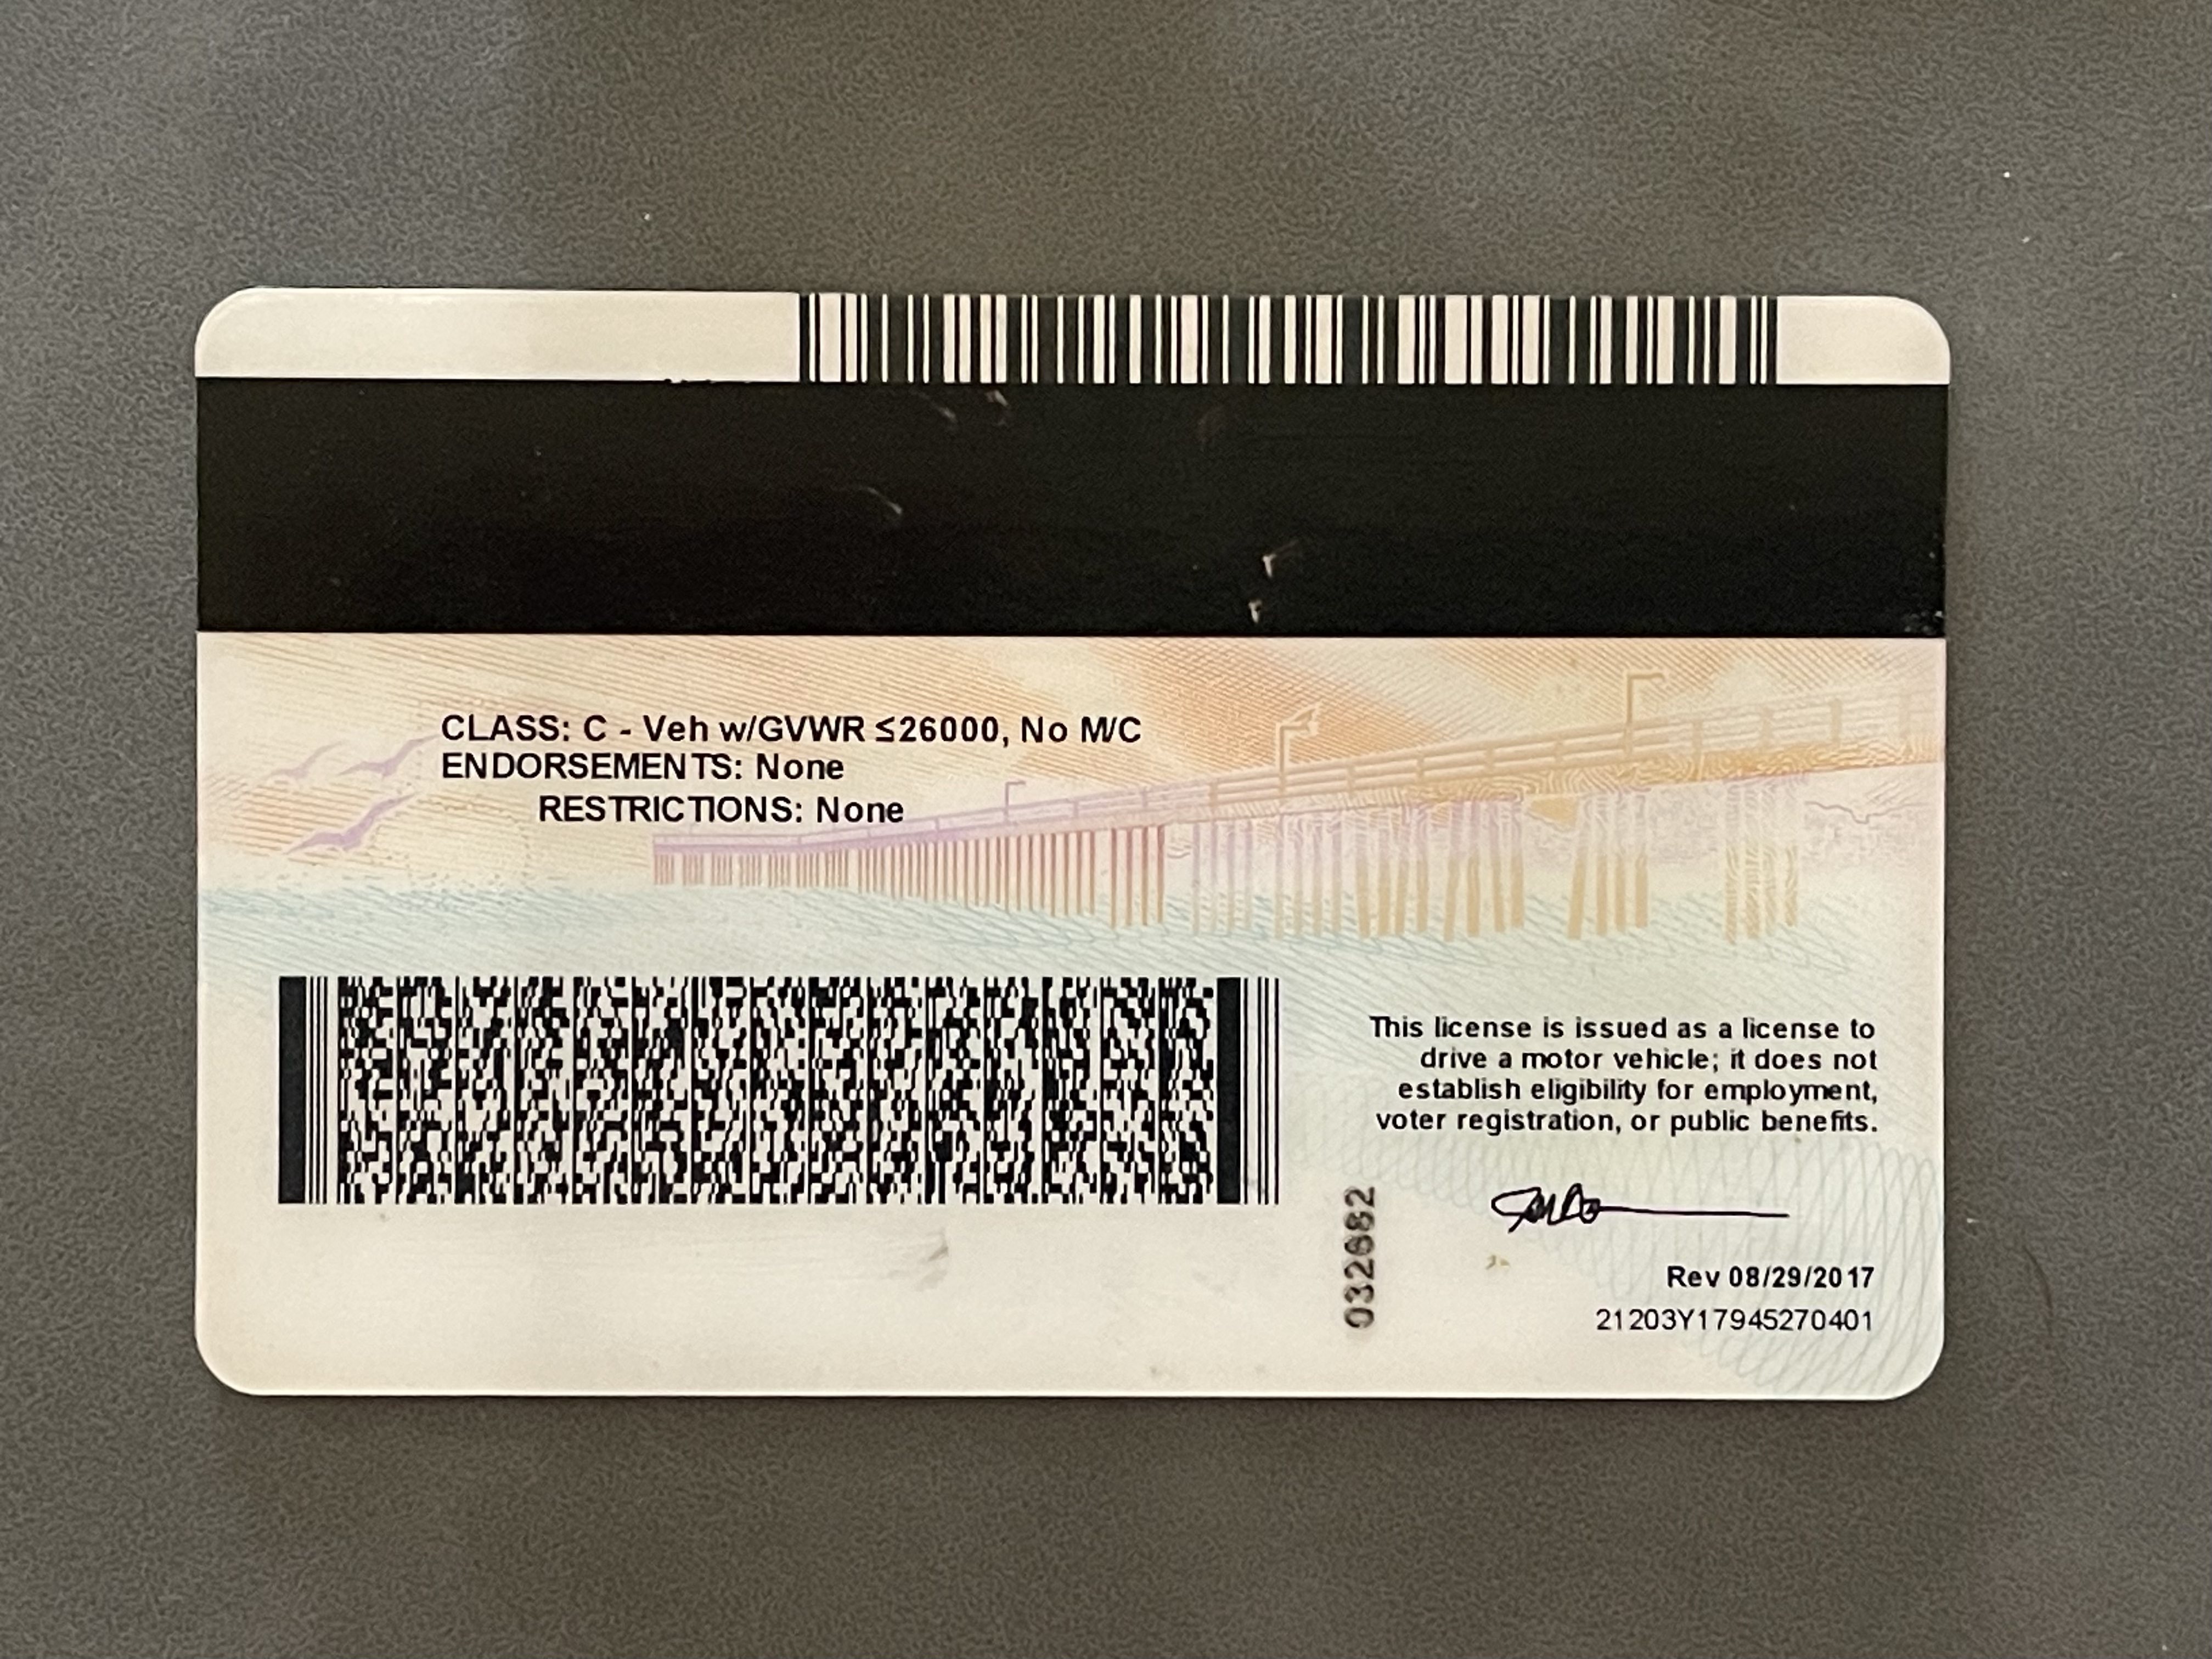 CLASS: C - Veh w/GVWR ≤26000, No M/C
ENDORSEMENTS: None
RESTRICTIONS: None
This license is issued as a license to
drive a motor vehicle; it does not
establish eligibility for employment,
voter registration, or public benefits.
032682
Rev 08/29/2017
21203Y17945270401